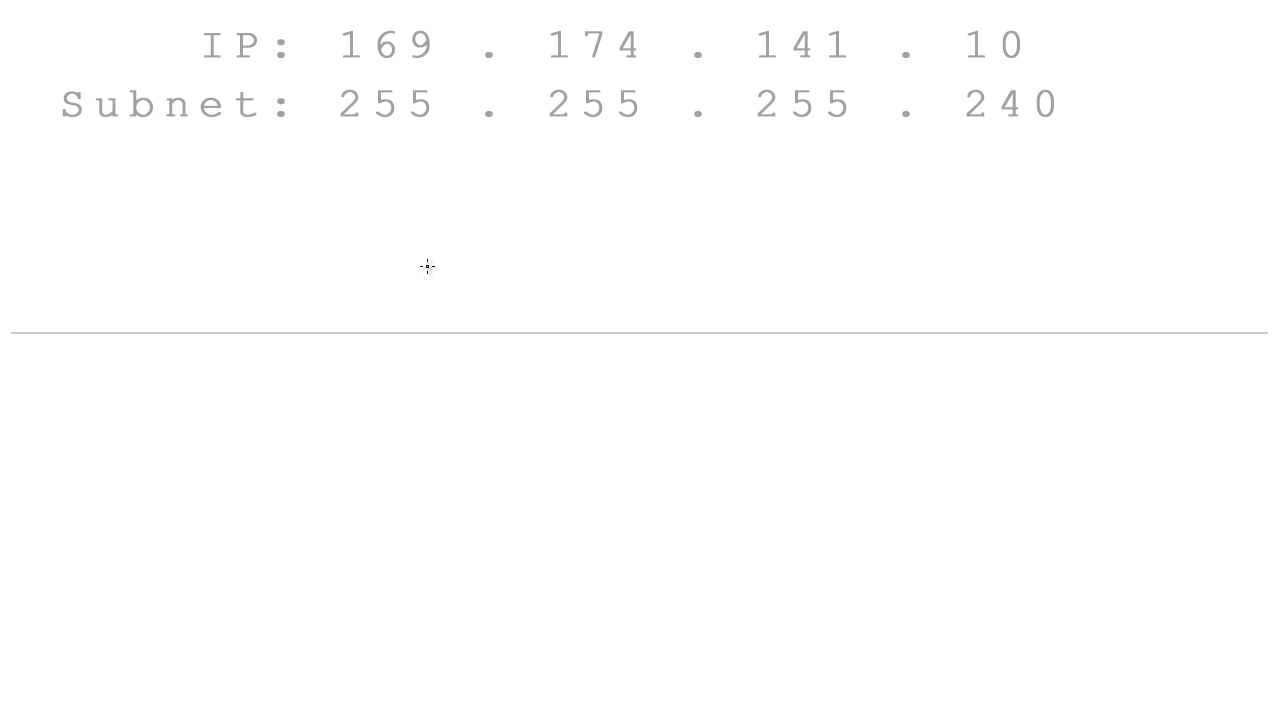 IP: 169 . 174 . 141 . 10
Subnet: 255 . 255 . 255 . 240